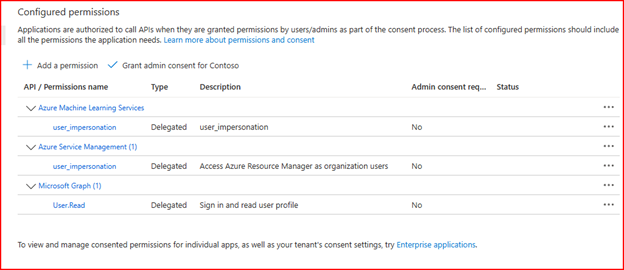 Configured permissions
Applications are authorized to call APIs when they are granted permissions by users/admins as part of the consent process. The list of configured permissions should include
all the permissions the application needs. Learn more about permissions and consent
Add a permission Grant admin consent for Contoso
API / Permissions name Type Description Admin consent req... Status
Azure Machine Learning Services
user_impersonation Delegated user_impersonation No
Azure Service Management (1)
user_impersonation Delegated Access Azure Resource Manager as organization users No
Microsoft Graph (1)
User.Read Delegated Sign in and read user profile No
To view and manage consented permissions for individual apps, as well as your tenant's consent settings, try Enterprise applications.